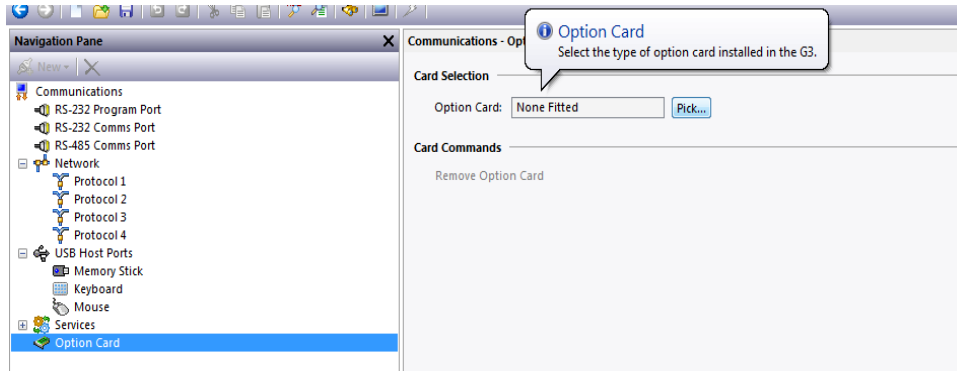 Navigation Pane
New
Communications
RS-232 Program Port
RS-232 Comms Port
RS-485 Comms Port
Network
Protocol 1
Protocol 2
Protocol 3
Protocol 4
USB Host Ports
Memory Stick
Keyboard
Mouse
Services
Option Card
Communications - Opt
Option Card
Select the type of option card installed in the G3.
Card Selection
Option Card: None Fitted Pick...
Card Commands
Remove Option Card